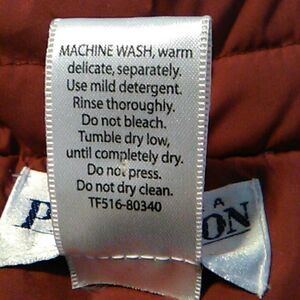 MACHINE WASH, warm
delicate, separately.
Use mild detergent.
Rinse thoroughly.
Do not bleach.
Tumble dry low,
until completely dry.
Do not press.
Do not dry clean.
TF516-80340
A